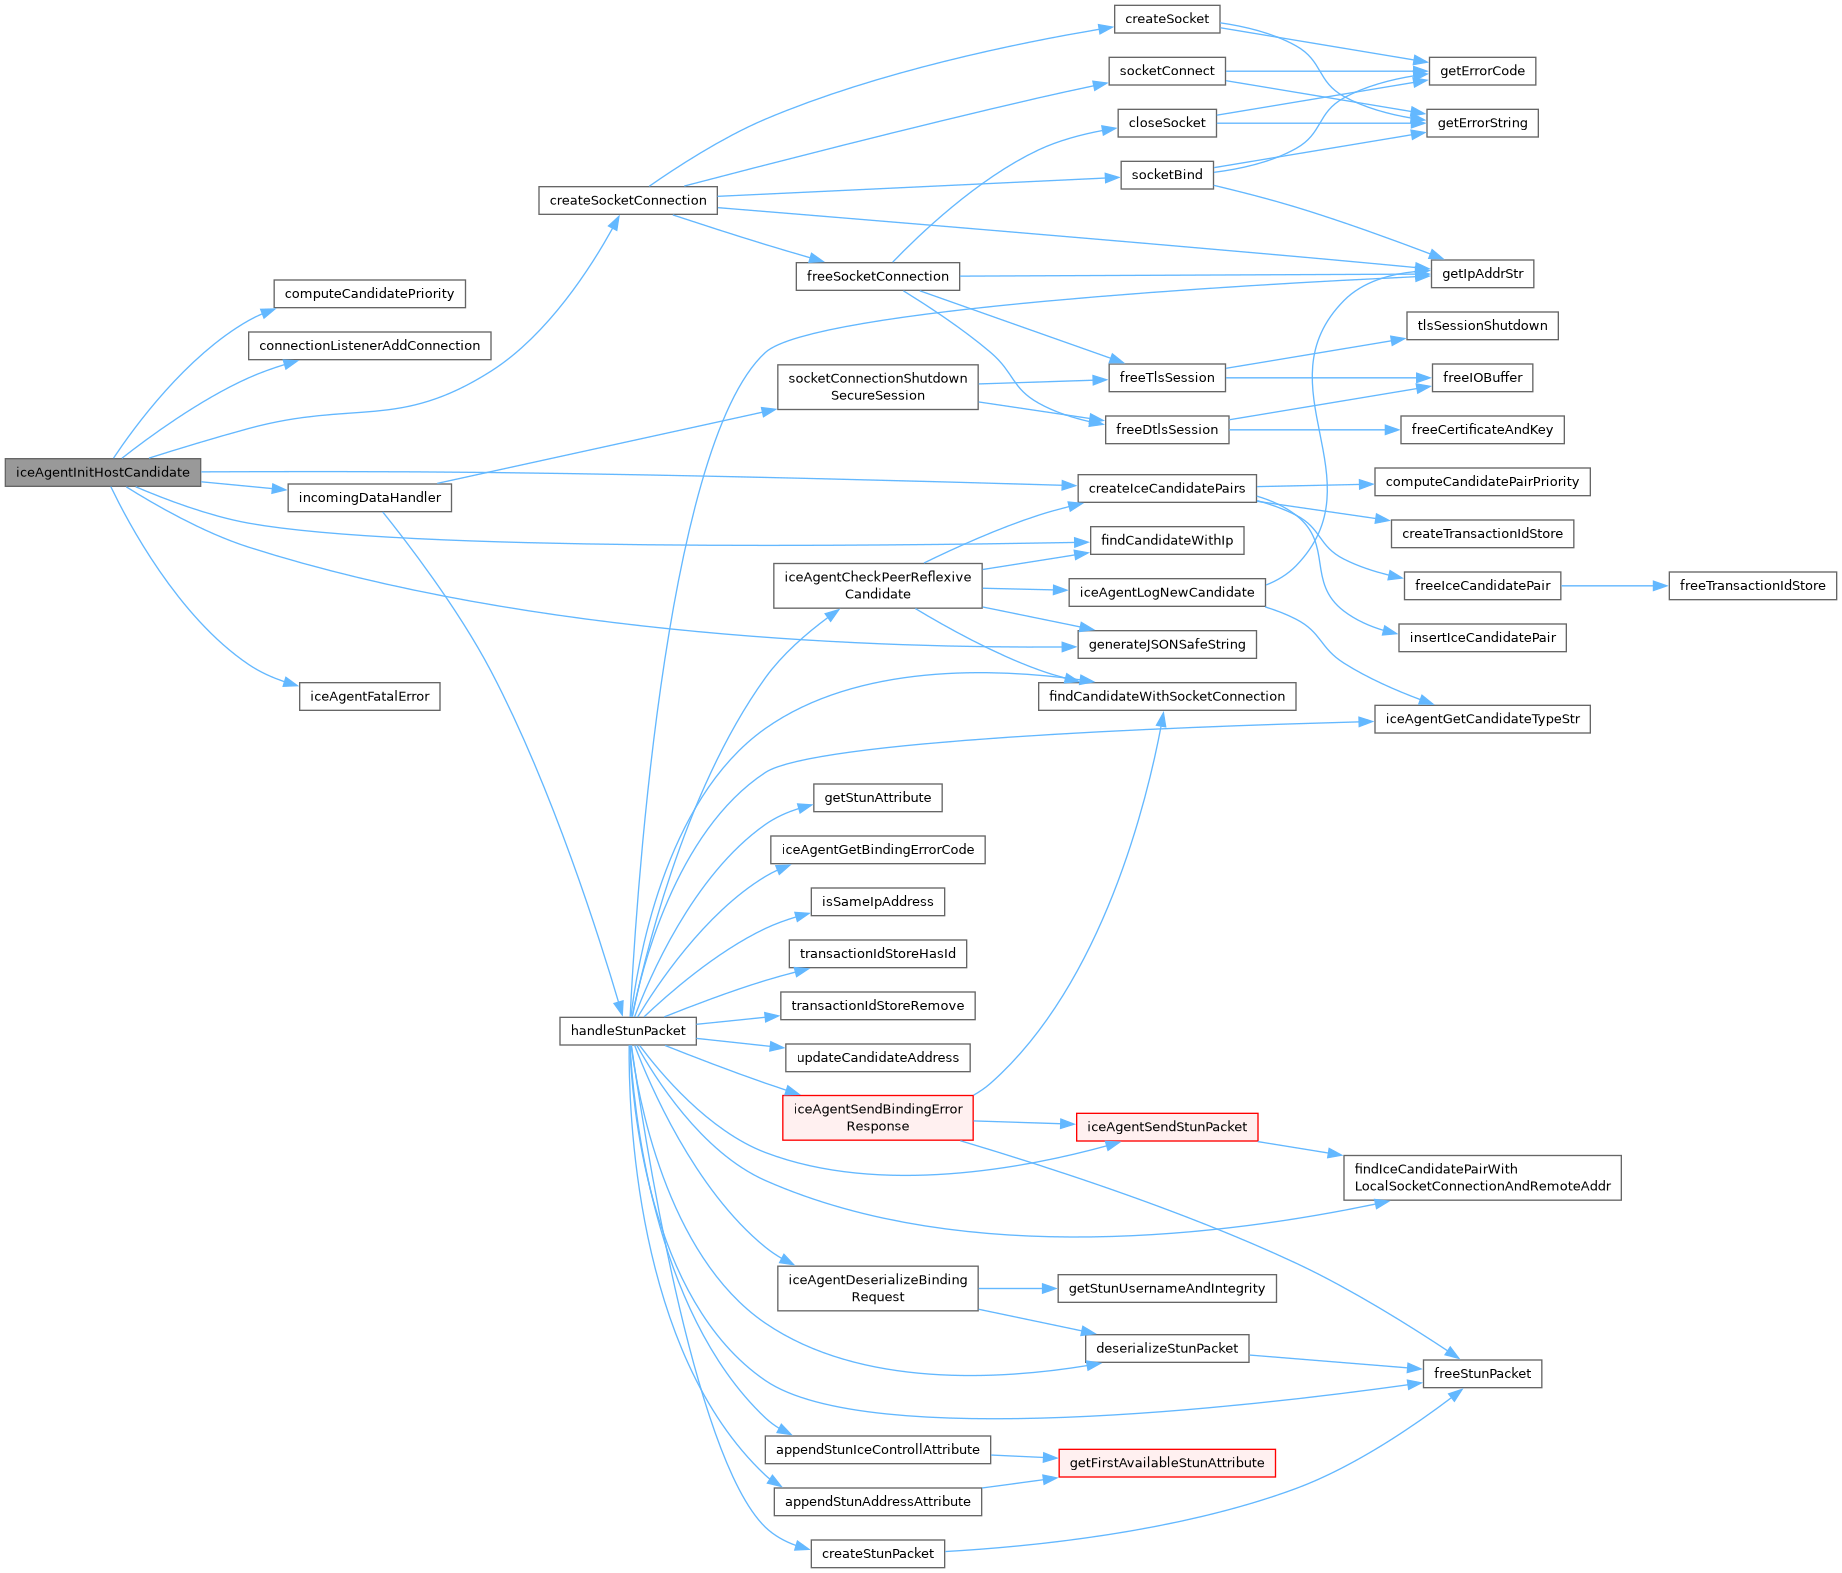 createSocket
socketConnect
getErrorCode
closeSocket
getErrorString
socketBind
createSocketConnection
freeSocketConnection
getIpAddrStr
computeCandidatePriority
tlsSessionShutdown
connectionListenerAddConnection
socketConnectionShutdown
SecureSession
freeTlsSession
freeIOBuffer
freeDtlsSession
freeCertificateAndKey
iceAgentInitHostCandidate
incomingDataHandler
createIceCandidatePairs
computeCandidatePairPriority
createTransactionIdStore
findCandidateWithIp
iceAgentCheckPeerReflexive
Candidate
iceAgentLogNewCandidate
freeIceCandidatePair
freeTransactionIdStore
generateJSONSafeString
insertIceCandidatePair
iceAgentFatalError
findCandidateWithSocketConnection
iceAgentGetCandidateTypeStr
getStunAttribute
iceAgentGetBindingErrorCode
isSameIpAddress
transactionIdStoreHasId
transactionIdStoreRemove
handleStunPacket
updateCandidateAddress
iceAgentSendBindingError
Response
iceAgentSendStunPacket
findIceCandidatePairWith
LocalSocketConnectionAndRemoteAddr
iceAgentDeserializeBinding
Request
getStunUsernameAndIntegrity
deserializeStunPacket
freeStunPacket
appendStunIceControllAttribute
getFirstAvailableStunAttribute
appendStunAddressAttribute
createStunPacket